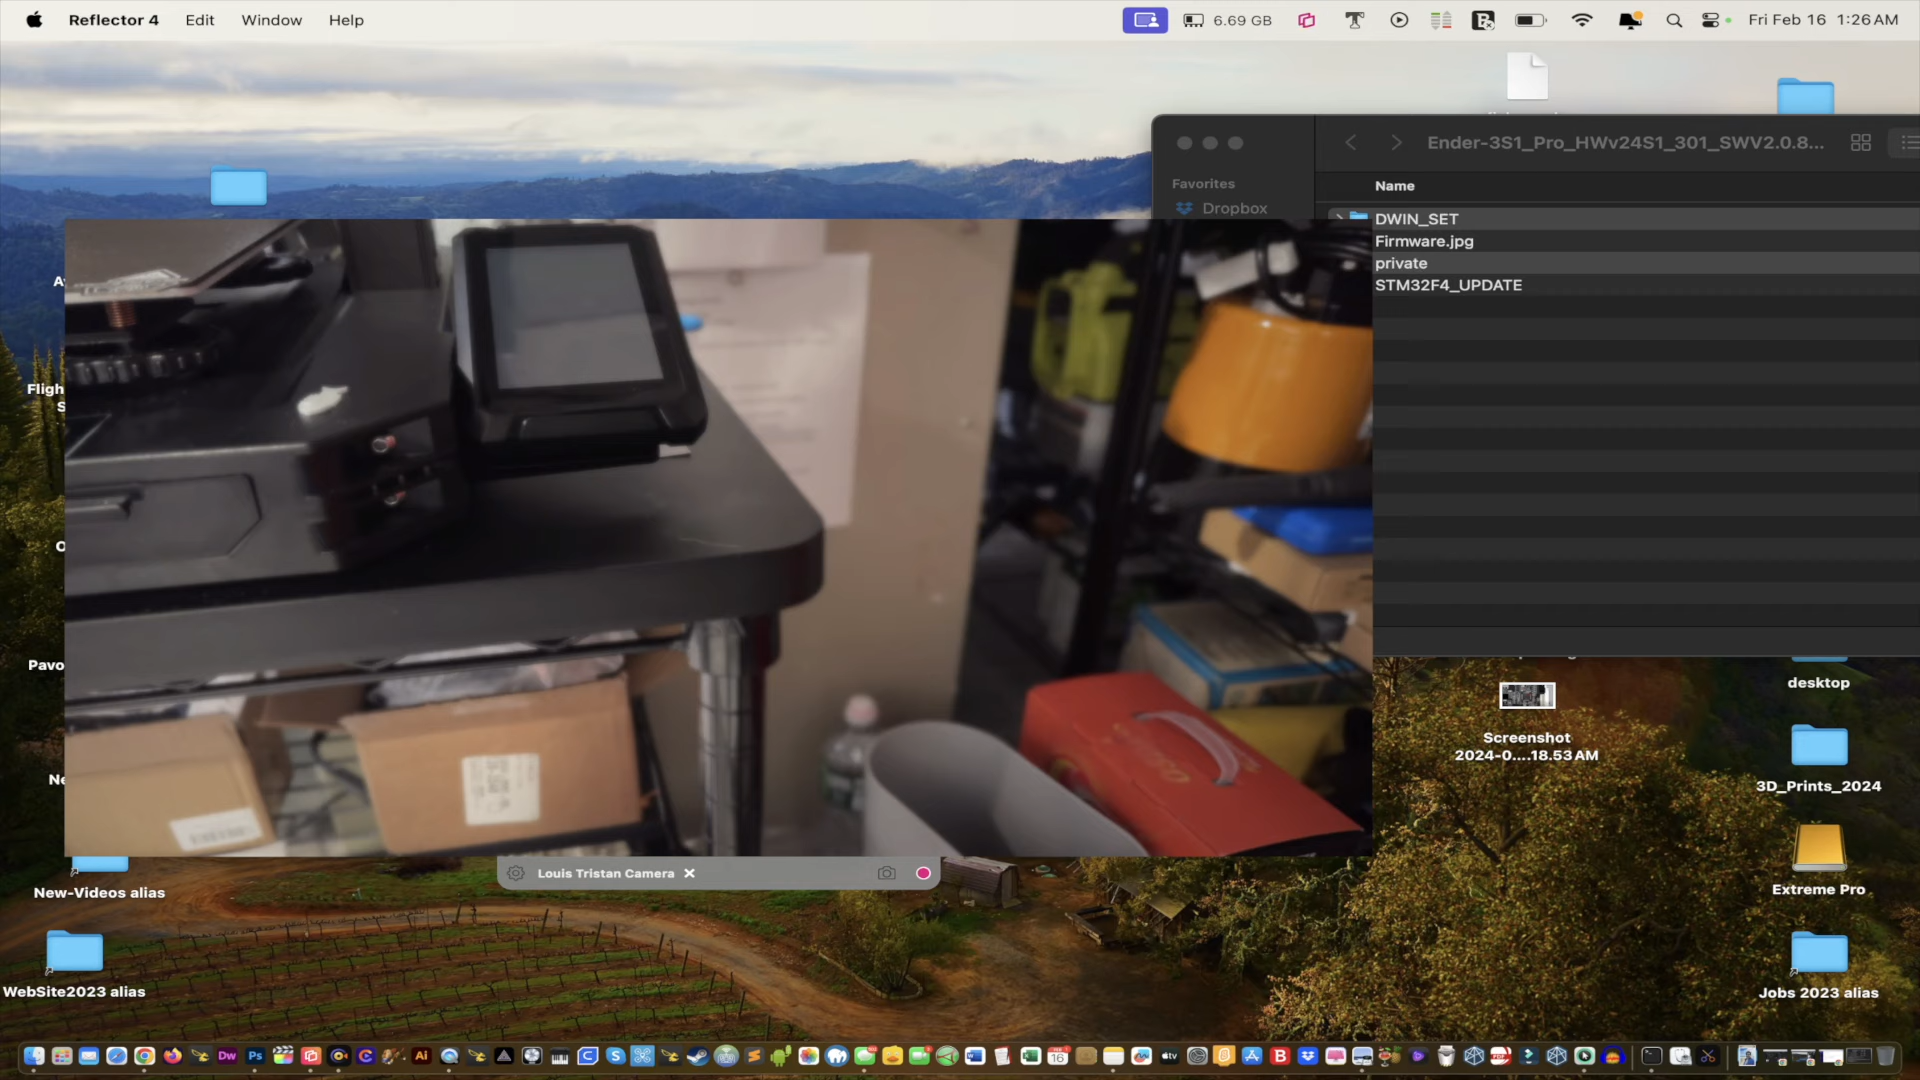 Reflector 4 Edit Window Help 6.69 GB Fri Feb 16 1:26 AM
Ender-3S1_Pro_HWv24S1_301_SWV2.0.8...
Favorites
Dropbox
Name
DWIN_SET
Firmware.jpg
private
STM32F4_UPDATE
Fligh
Pavo
Louis Tristan Camera
New-Videos alias
WebSite2023 alias
Screenshot
2024-0....18.53 AM
desktop
3D_Prints_2024
Extreme Pro
Jobs 2023 alias